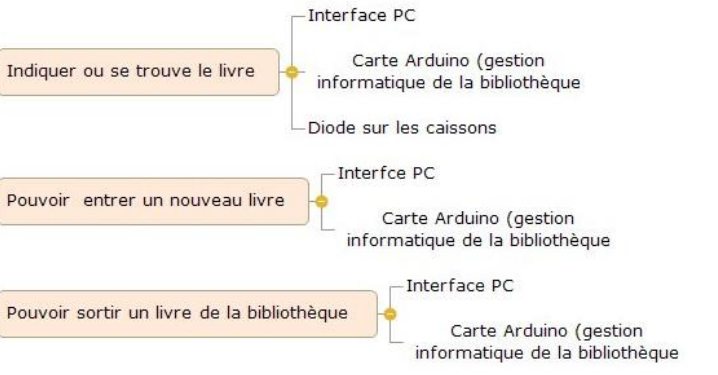 Interface PC
Carte Arduino (gestion
informatique de la bibliothèque
Indiquer ou se trouve le livre
Diode sur les caissons
Interfce PC
Pouvoir  entrer un nouveau livre
Carte Arduino (gestion
informatique de la bibliothèque
Interface PC
Pouvoir sortir un livre de la bibliothèque
Carte Arduino (gestion
informatique de la bibliothèque